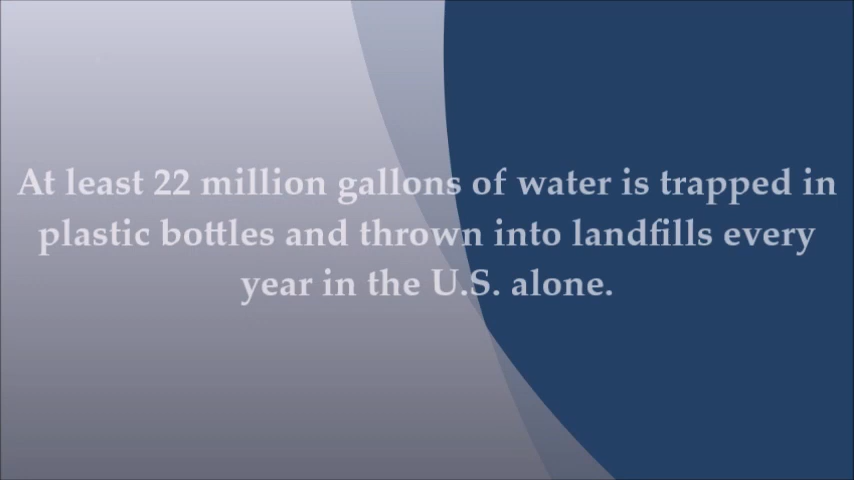 At least 22 million gallons of water is trapped in
plastic bottles and thrown into landfills every
year in the U.S. alone.